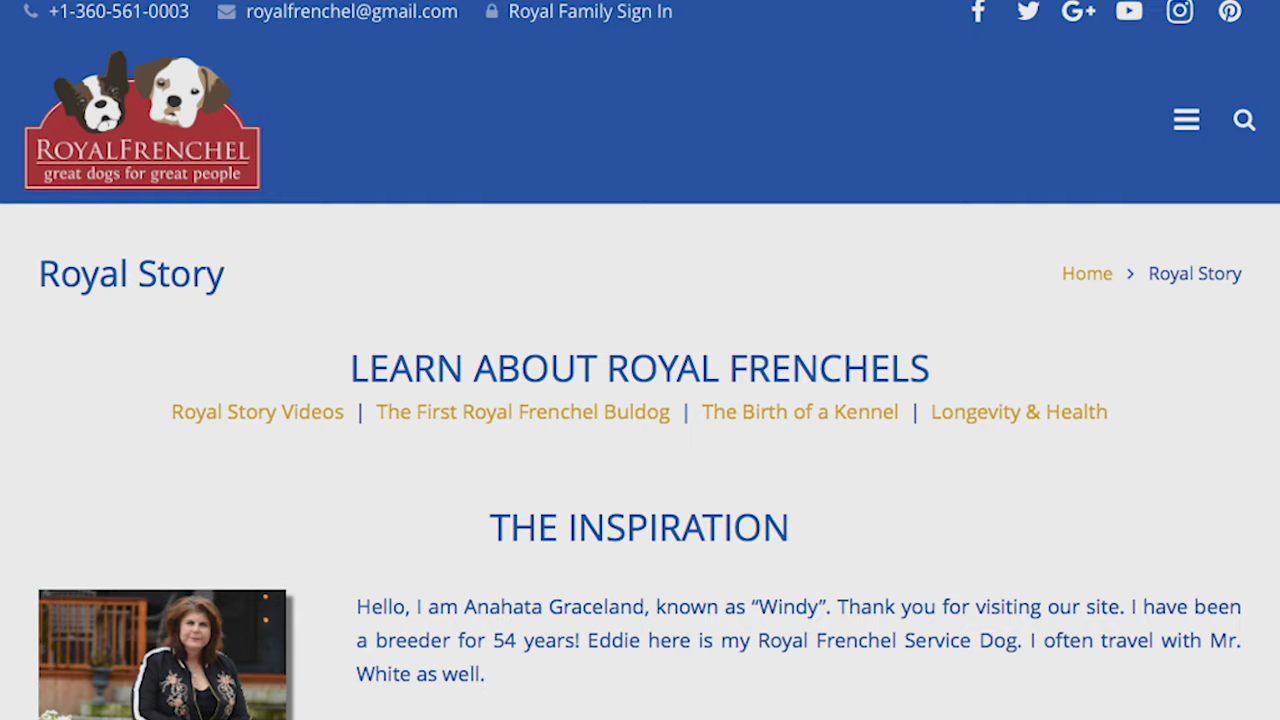 +1-360-561-0003 royalfrenchel@gmail.com Royal Family Sign In
ROYALFRENCHEL
great dogs for great people
Royal Story
Home > Royal Story
LEARN ABOUT ROYAL FRENCHELS
Royal Story Videos | The First Royal Frenchel Buldog | The Birth of a Kennel | Longevity & Health
THE INSPIRATION
Hello, I am Anahata Graceland, known as “Windy”. Thank you for visiting our site. I have been
a breeder for 54 years! Eddie here is my Royal Frenchel Service Dog. I often travel with Mr.
White as well.